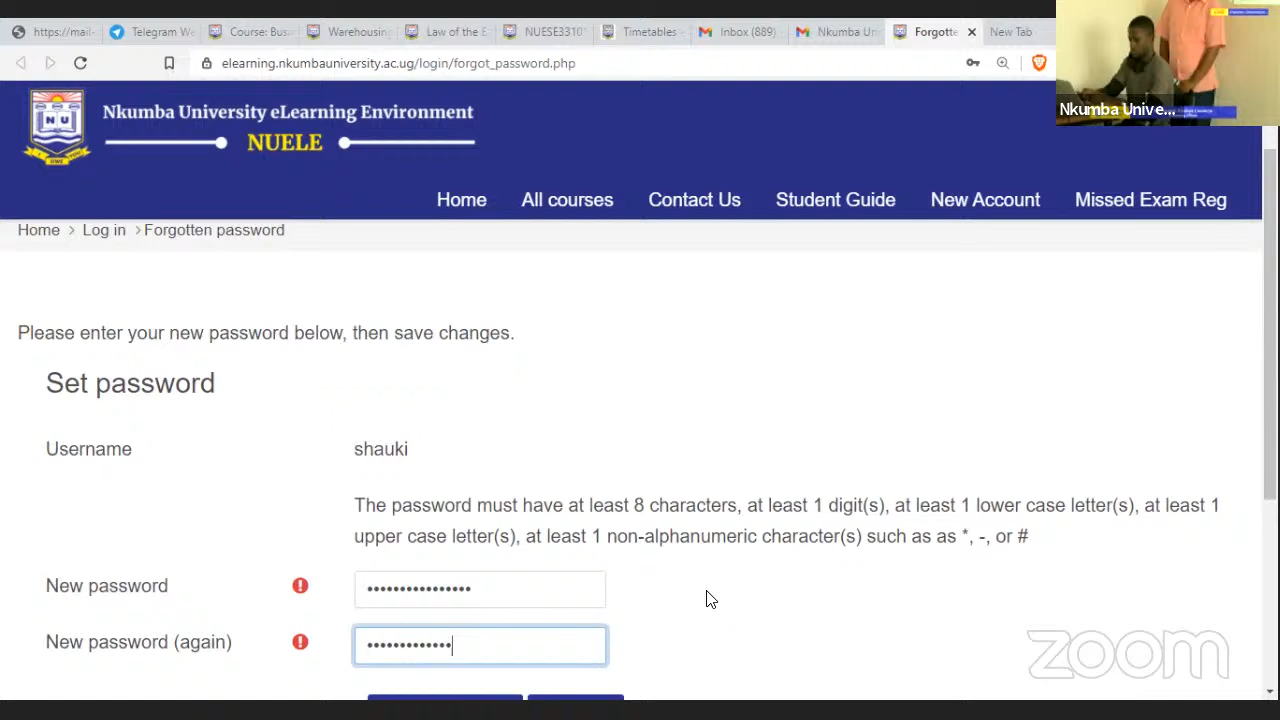 https://mail- Telegram We Course: Bus Warehousing Law of the E NUESE3310 Timetables - Inbox (889) Nkumba Un Forgotte New Tab
elearning.nkumbauniversity.ac.ug/login/forgot_password.php
Nkumba Unive...
Nkumba University eLearning Environment
NU
NUELE
Home All courses Contact Us Student Guide New Account Missed Exam Reg
Home > Log in > Forgotten password
Please enter your new password below, then save changes.
Set password
Username shauki
The password must have at least 8 characters, at least 1 digit(s), at least 1 lower case letter(s), at least 1
upper case letter(s), at least 1 non-alphanumeric character(s) such as as *, -, or #
New password ••••••••••••••••
New password (again) •••••••••••••
zoom